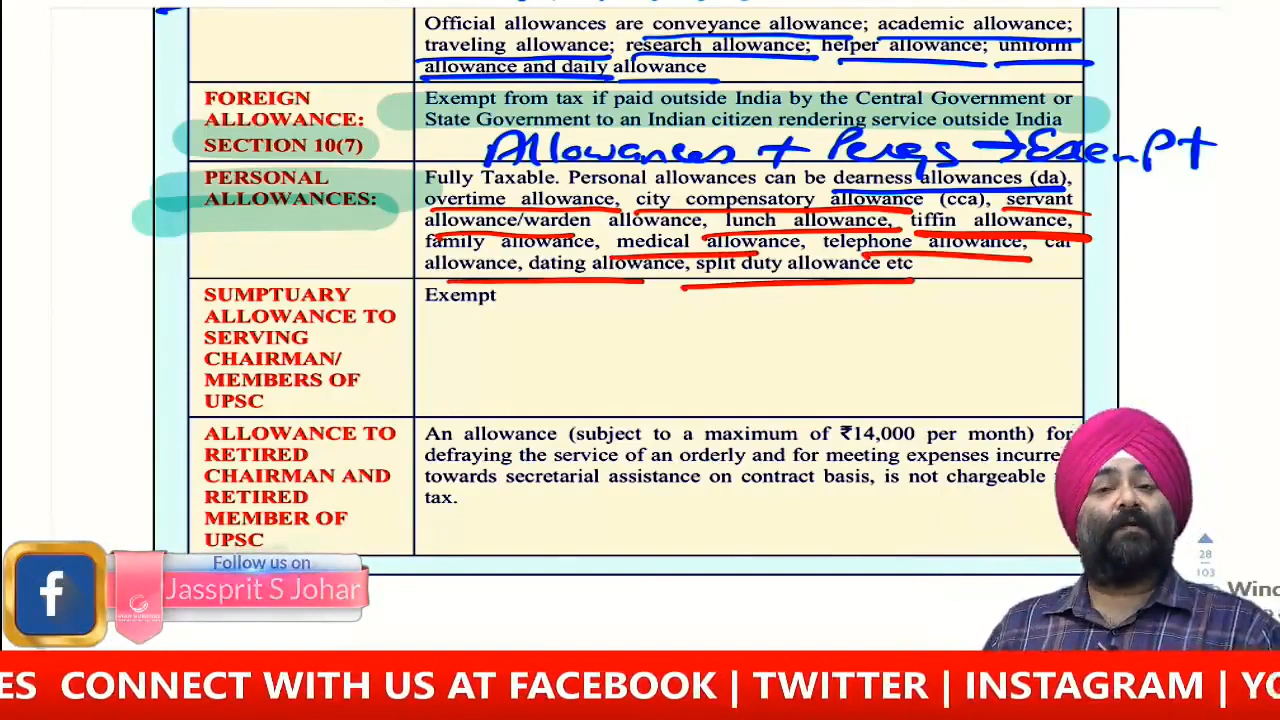 Official allowances are conveyance allowance; academic allowance;
traveling allowance; research allowance; helper allowance; uniform
allowance and daily allowance
FOREIGN
ALLOWANCE:
SECTION 10(7)
Exempt from tax if paid outside India by the Central Government or
State Government to an Indian citizen rendering service outside India
Allowances + Perqs → Exempt
PERSONAL
ALLOWANCES:
Fully Taxable. Personal allowances can be dearness allowances (da),
overtime allowance, city compensatory allowance (cca), servant
allowance/warden allowance, lunch allowance, tiffin allowance,
family allowance, medical allowance, telephone allowance, car
allowance, dating allowance, split duty allowance etc
SUMPTUARY
ALLOWANCE TO
SERVING
CHAIRMAN/
MEMBERS OF
UPSC
Exempt
ALLOWANCE TO
RETIRED
CHAIRMAN AND
RETIRED
MEMBER OF
UPSC
An allowance (subject to a maximum of ₹14,000 per month) for
defraying the service of an orderly and for meeting expenses incurre
towards secretarial assistance on contract basis, is not chargeable
tax.
28
103
Wind
f
Follow us on
Jassprit S Johar
ES CONNECT WITH US AT FACEBOOK | TWITTER | INSTAGRAM | YO